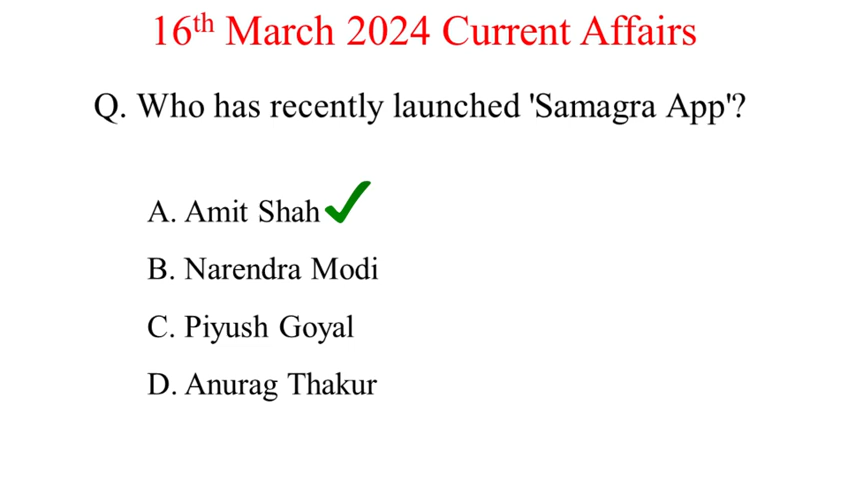 16th March 2024 Current Affairs
Q. Who has recently launched 'Samagra App'?
A. Amit Shah
B. Narendra Modi
C. Piyush Goyal
D. Anurag Thakur